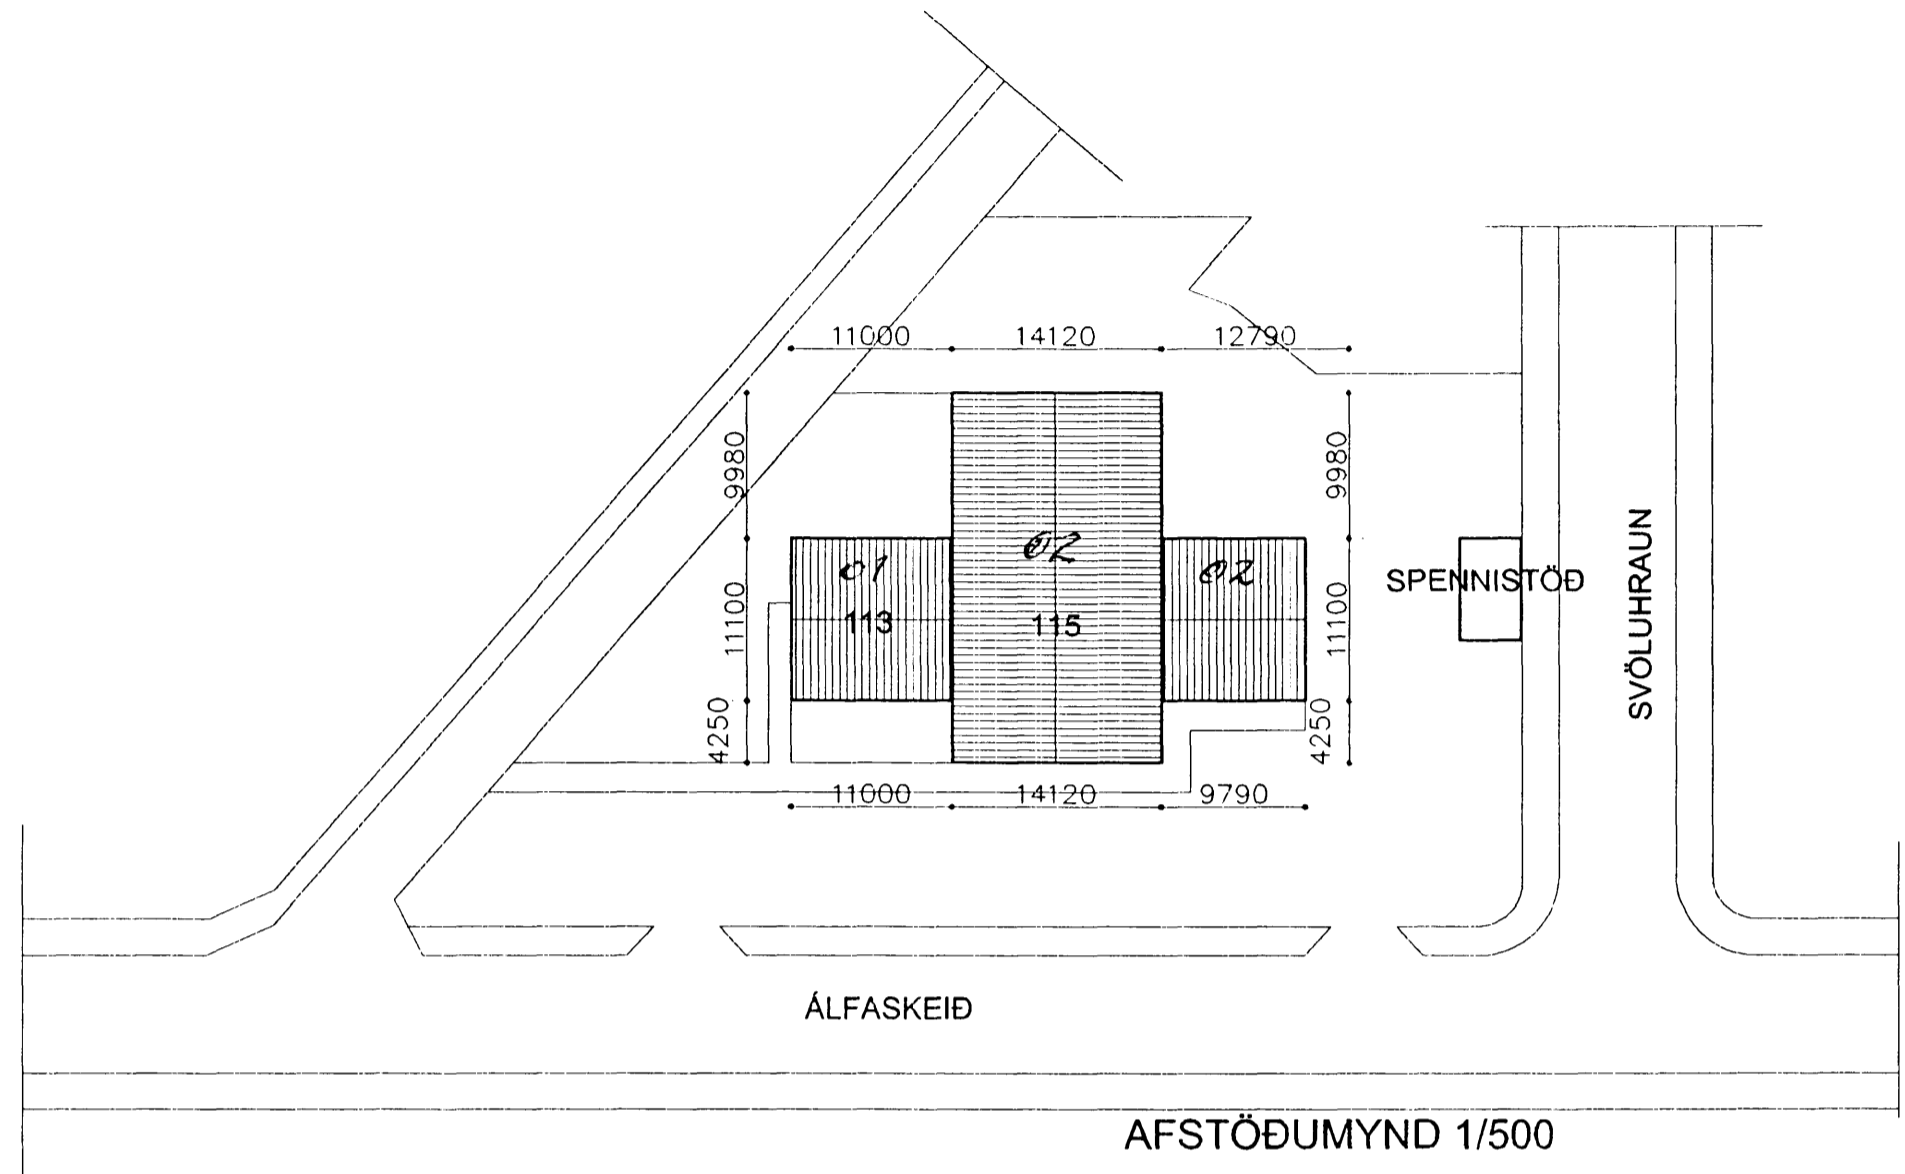 11000 14120 12790
9980 9980
01 02 02
SPENNISTÖÐ
113 115
11100 11100
SVÖLUHRAUN
4250 4250
11000 14120 9790
ÁLFASKEIÐ
AFSTÖÐUMYND 1/500